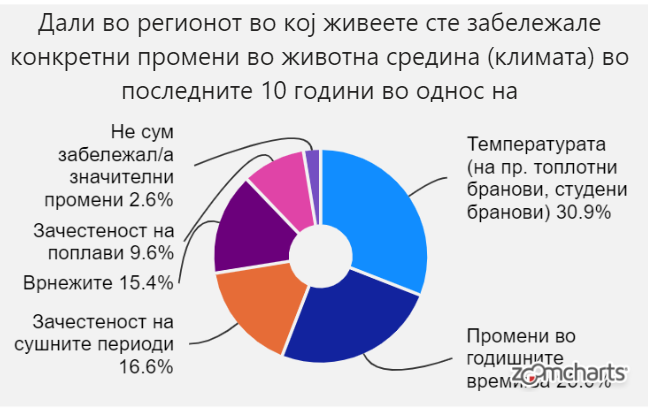 Дали во регионот во кој живеете сте забележале
конкретни промени во животна средина (климата) во
последните 10 години во однос на
Не сум
забележал/а
значителни
промени 2.6%
Зачестеност на
поплави 9.6%
Врнежите 15.4%
Зачестеност на
сушните периоди
16.6%
Температурата
(на пр. топлотни
бранови, студени
бранови) 30.9%
Промени во
годишните
zoomcharts